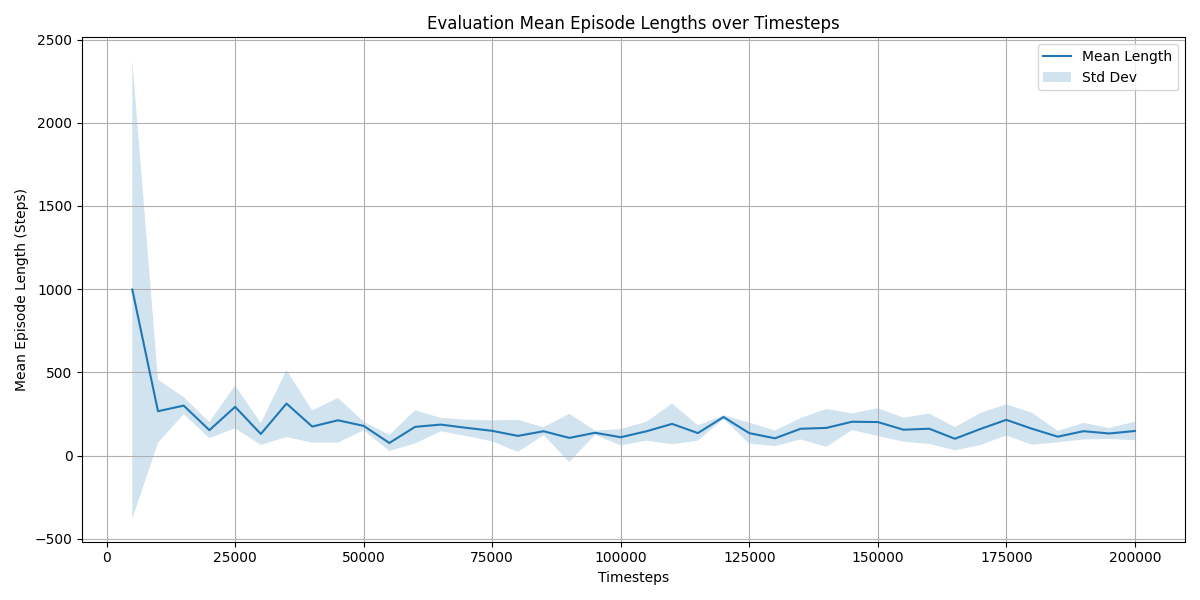 Evaluation Mean Episode Lengths over Timesteps
Mean Length
Std Dev
Mean Episode Length (Steps)
2500
2000
1500
1000
500
0
−500
0 25000 50000 75000 100000 125000 150000 175000 200000
Timesteps